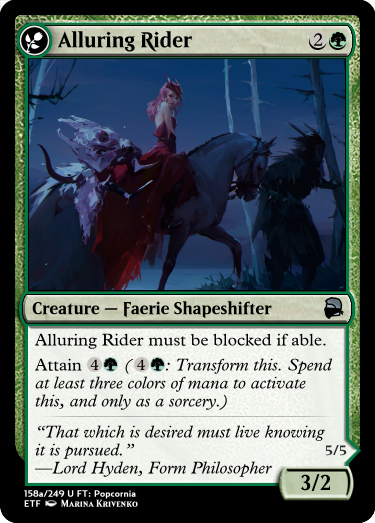 Alluring Rider 2
Creature — Faerie Shapeshifter
Alluring Rider must be blocked if able.
Attain 4 ( 4 : Transform this. Spend
at least three colors of mana to activate
this, and only as a sorcery.)
“That which is desired must live knowing
it is pursued.”
—Lord Hyden, Form Philosopher
5/5
3/2
158a/249 U FT: Popcornia
ETF Marina Krivenko